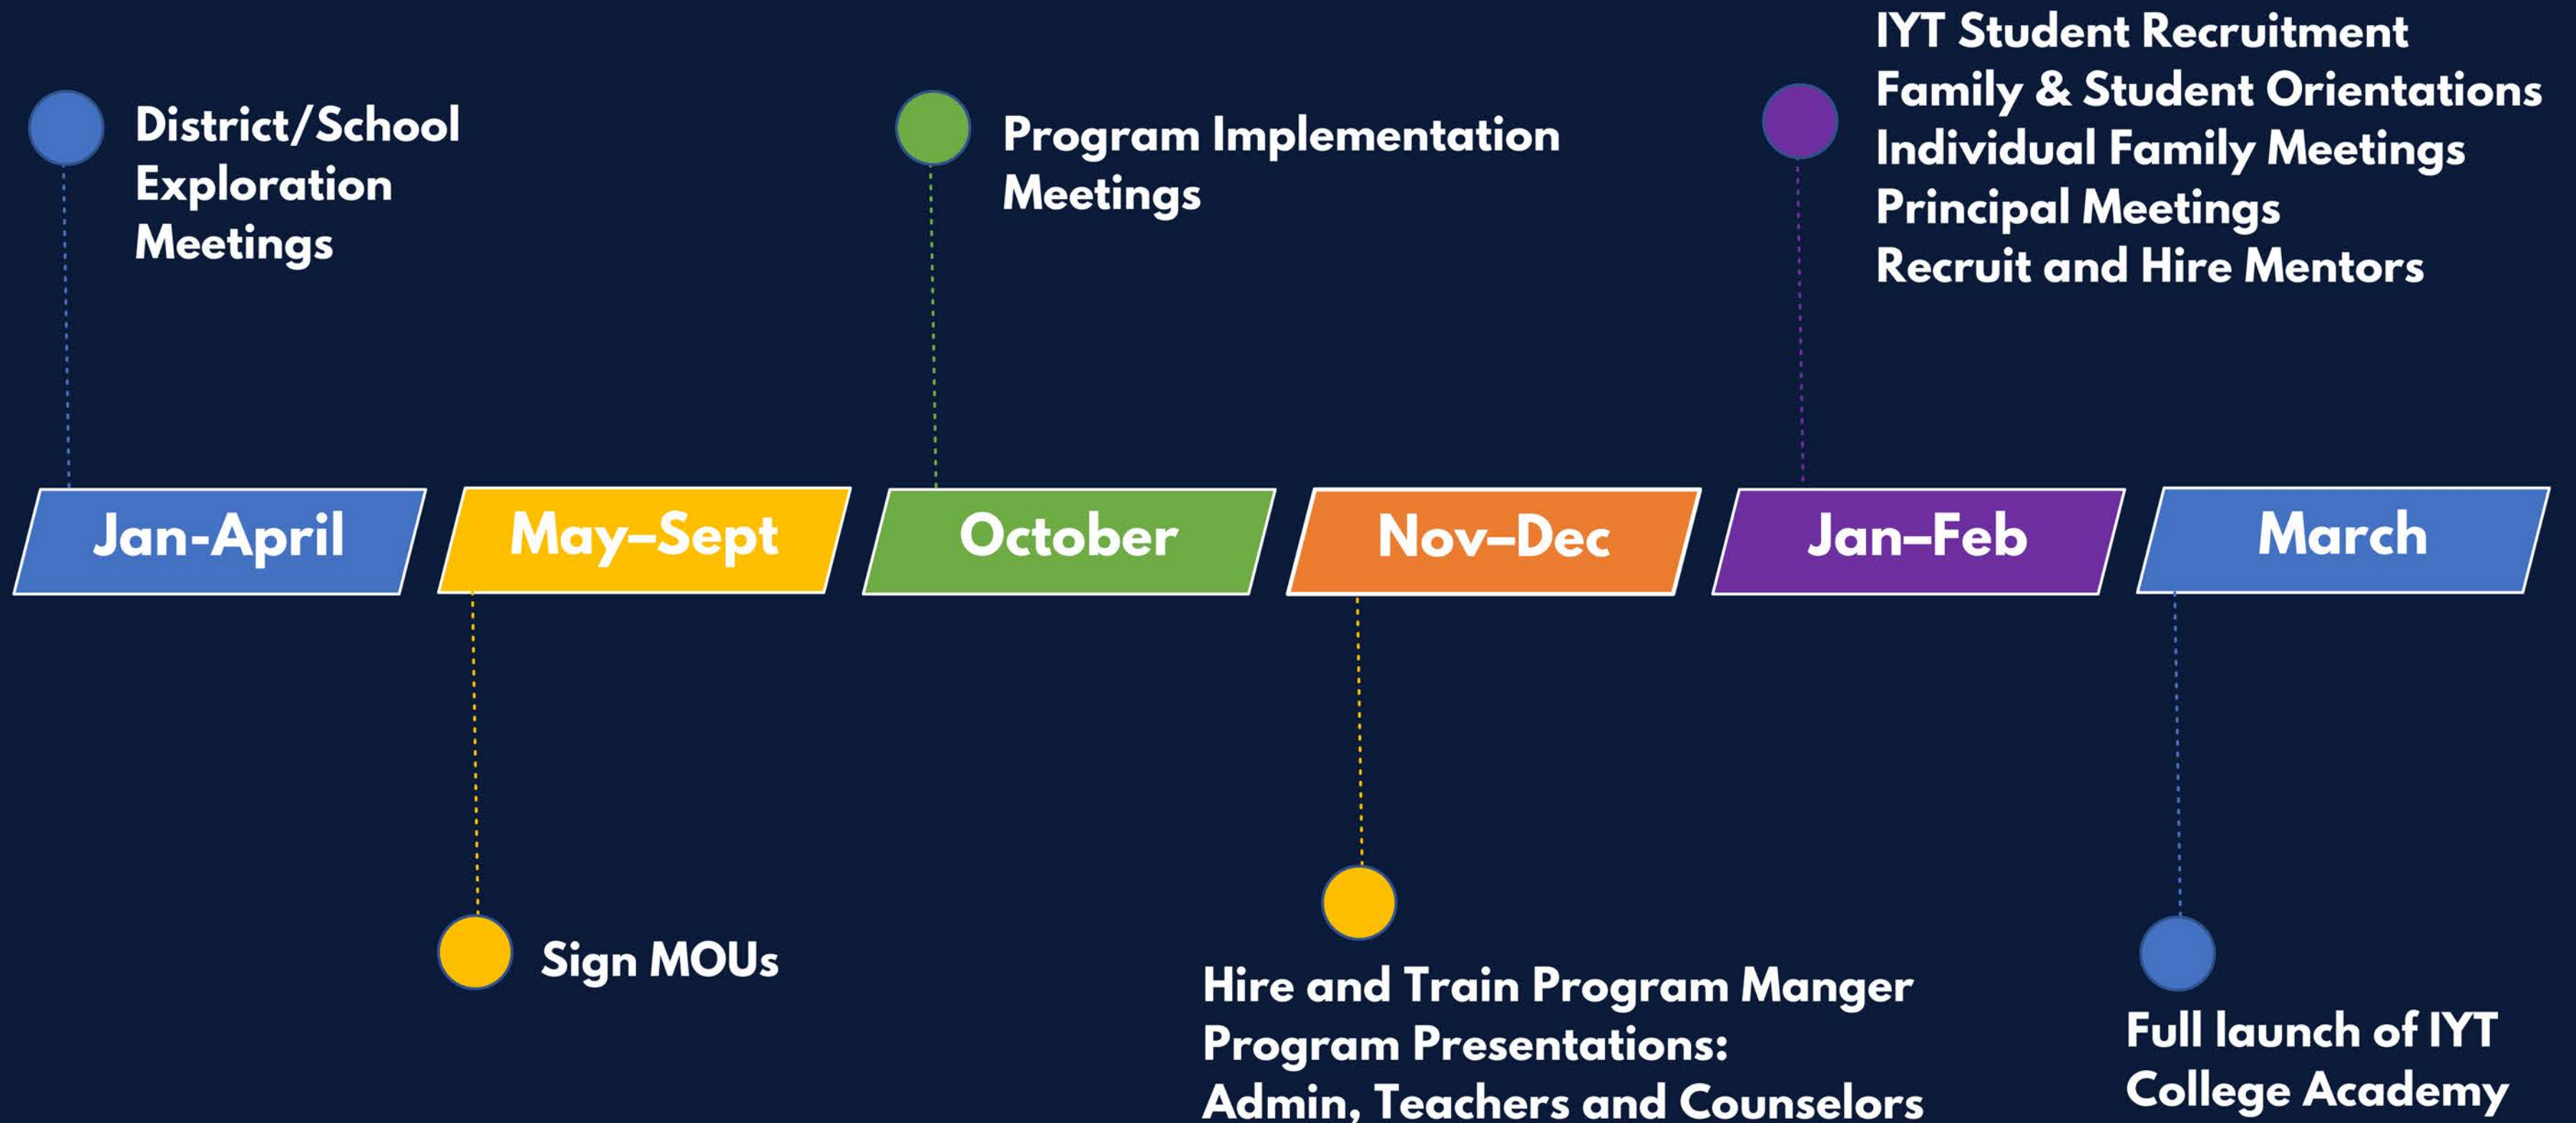 District/School
Exploration
Meetings
Program Implementation
Meetings
IYT Student Recruitment
Family & Student Orientations
Individual Family Meetings
Principal Meetings
Recruit and Hire Mentors
Jan-April
May–Sept
October
Nov–Dec
Jan–Feb
March
Sign MOUs
Hire and Train Program Manger
Program Presentations:
Admin, Teachers and Counselors
Full launch of IYT
College Academy